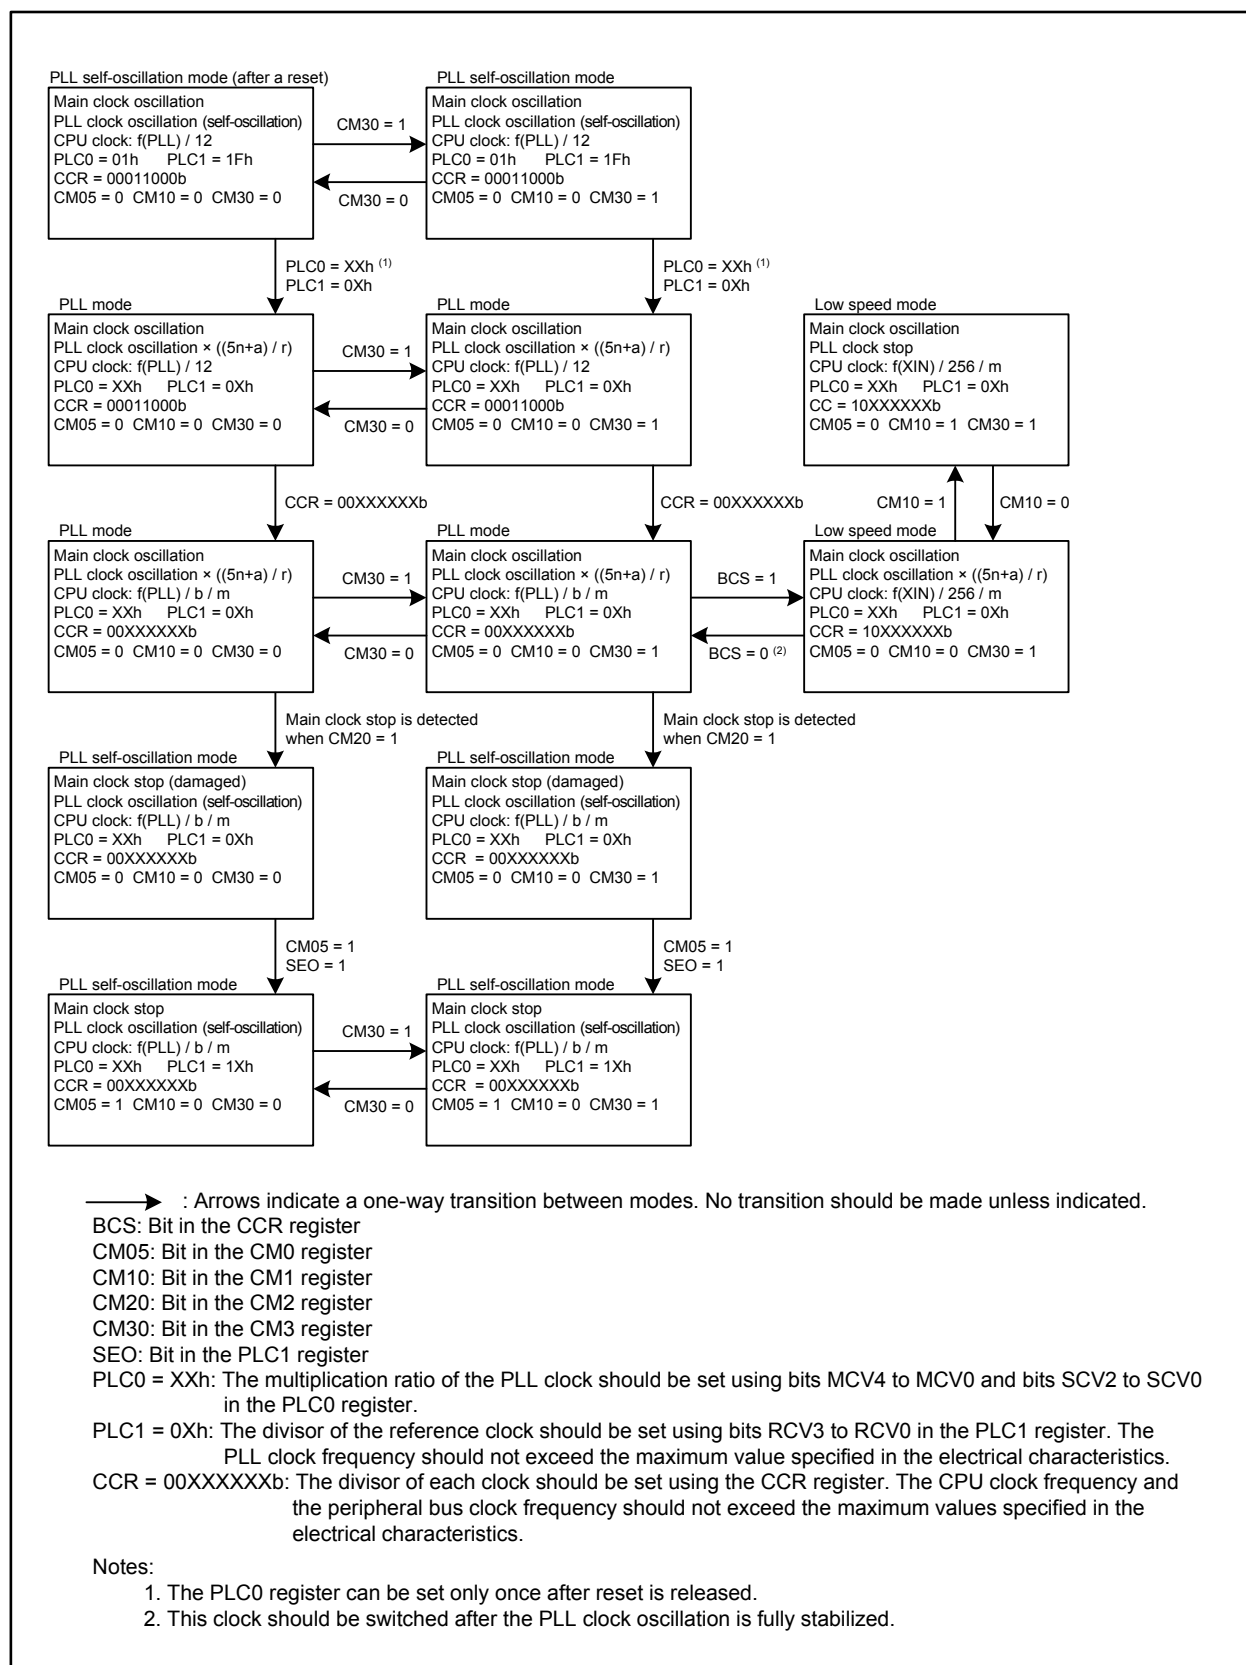 PLL self-oscillation mode (after a reset)
Main clock oscillation
PLL clock oscillation (self-oscillation)
CPU clock: f(PLL) / 12
PLC0 = 01h PLC1 = 1Fh
CCR = 00011000b
CM05 = 0 CM10 = 0 CM30 = 0
CM30 = 1
CM30 = 0
PLL self-oscillation mode
Main clock oscillation
PLL clock oscillation (self-oscillation)
CPU clock: f(PLL) / 12
PLC0 = 01h PLC1 = 1Fh
CCR = 00011000b
CM05 = 0 CM10 = 0 CM30 = 1
PLC0 = XXh (1)
PLC1 = 0Xh
PLC0 = XXh (1)
PLC1 = 0Xh
PLL mode
Main clock oscillation
PLL clock oscillation × ((5n+a) / r)
CPU clock: f(PLL) / 12
PLC0 = XXh PLC1 = 0Xh
CCR = 00011000b
CM05 = 0 CM10 = 0 CM30 = 0
CM30 = 1
CM30 = 0
PLL mode
Main clock oscillation
PLL clock oscillation × ((5n+a) / r)
CPU clock: f(PLL) / 12
PLC0 = XXh PLC1 = 0Xh
CCR = 00011000b
CM05 = 0 CM10 = 0 CM30 = 1
Low speed mode
Main clock oscillation
PLL clock stop
CPU clock: f(XIN) / 256 / m
PLC0 = XXh PLC1 = 0Xh
CC = 10XXXXXXb
CM05 = 0 CM10 = 1 CM30 = 1
CCR = 00XXXXXXb
CCR = 00XXXXXXb
CM10 = 1
CM10 = 0
PLL mode
Main clock oscillation
PLL clock oscillation × ((5n+a) / r)
CPU clock: f(PLL) / b / m
PLC0 = XXh PLC1 = 0Xh
CCR = 00XXXXXXb
CM05 = 0 CM10 = 0 CM30 = 0
CM30 = 1
CM30 = 0
PLL mode
Main clock oscillation
PLL clock oscillation × ((5n+a) / r)
CPU clock: f(PLL) / b / m
PLC0 = XXh PLC1 = 0Xh
CCR = 00XXXXXXb
CM05 = 0 CM10 = 0 CM30 = 1
BCS = 1
BCS = 0 (2)
Low speed mode
Main clock oscillation
PLL clock oscillation × ((5n+a) / r)
CPU clock: f(XIN) / 256 / m
PLC0 = XXh PLC1 = 0Xh
CCR = 10XXXXXXb
CM05 = 0 CM10 = 0 CM30 = 1
Main clock stop is detected
when CM20 = 1
Main clock stop is detected
when CM20 = 1
PLL self-oscillation mode
Main clock stop (damaged)
PLL clock oscillation (self-oscillation)
CPU clock: f(PLL) / b / m
PLC0 = XXh PLC1 = 0Xh
CCR = 00XXXXXXb
CM05 = 0 CM10 = 0 CM30 = 0
PLL self-oscillation mode
Main clock stop (damaged)
PLL clock oscillation (self-oscillation)
CPU clock: f(PLL) / b / m
PLC0 = XXh PLC1 = 0Xh
CCR = 00XXXXXXb
CM05 = 0 CM10 = 0 CM30 = 1
CM05 = 1
SEO = 1
CM05 = 1
SEO = 1
PLL self-oscillation mode
Main clock stop
PLL clock oscillation (self-oscillation)
CPU clock: f(PLL) / b / m
PLC0 = XXh PLC1 = 1Xh
CCR = 00XXXXXXb
CM05 = 1 CM10 = 0 CM30 = 0
CM30 = 1
CM30 = 0
PLL self-oscillation mode
Main clock stop
PLL clock oscillation (self-oscillation)
CPU clock: f(PLL) / b / m
PLC0 = XXh PLC1 = 1Xh
CCR = 00XXXXXXb
CM05 = 1 CM10 = 0 CM30 = 1
: Arrows indicate a one-way transition between modes. No transition should be made unless indicated.
BCS: Bit in the CCR register
CM05: Bit in the CM0 register
CM10: Bit in the CM1 register
CM20: Bit in the CM2 register
CM30: Bit in the CM3 register
SEO: Bit in the PLC1 register
PLC0 = XXh: The multiplication ratio of the PLL clock should be set using bits MCV4 to MCV0 and bits SCV2 to SCV0
in the PLC0 register.
PLC1 = 0Xh: The divisor of the reference clock should be set using bits RCV3 to RCV0 in the PLC1 register. The
PLL clock frequency should not exceed the maximum value specified in the electrical characteristics.
CCR = 00XXXXXXb: The divisor of each clock should be set using the CCR register. The CPU clock frequency and
the peripheral bus clock frequency should not exceed the maximum values specified in the
electrical characteristics.
Notes:
1. The PLC0 register can be set only once after reset is released.
2. This clock should be switched after the PLL clock oscillation is fully stabilized.